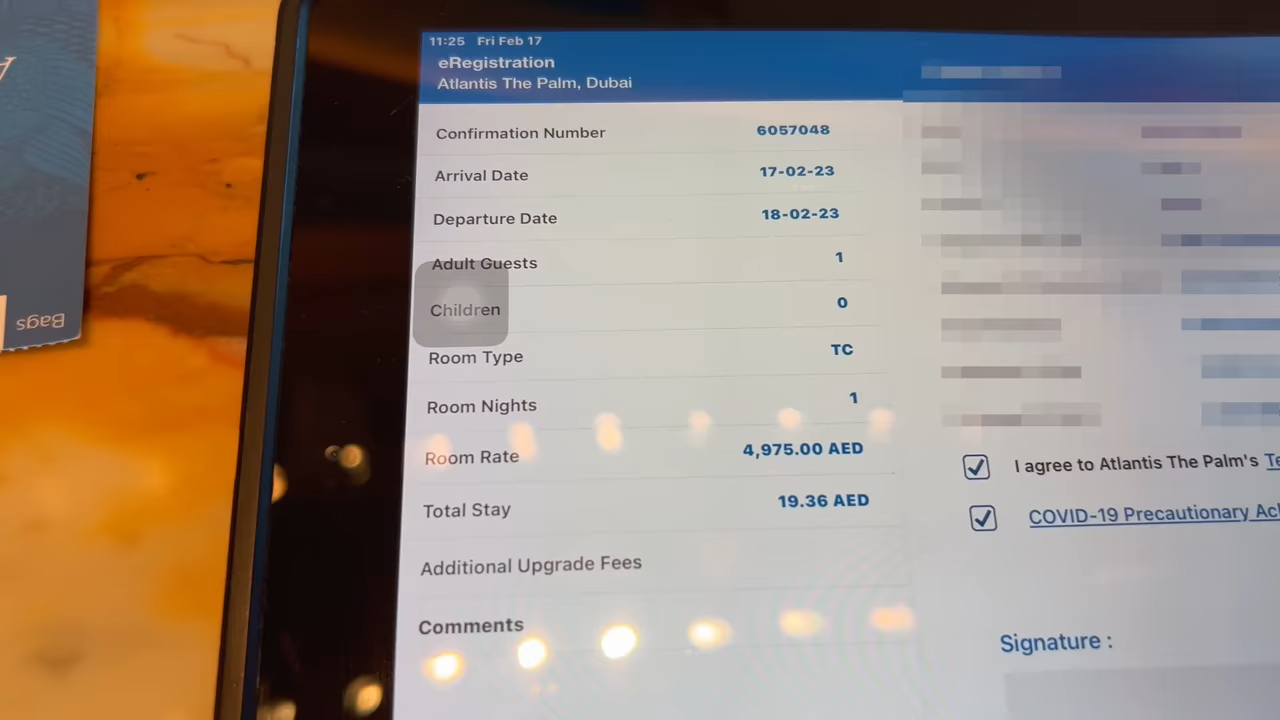 11:25 Fri Feb 17
eRegistration
Atlantis The Palm, Dubai
Confirmation Number 6057048
Arrival Date 17-02-23
Departure Date 18-02-23
Adult Guests 1
Children 0
Room Type TC
Room Nights 1
Room Rate 4,975.00 AED
Total Stay 19.36 AED
Additional Upgrade Fees
Comments
I agree to Atlantis The Palm's
COVID-19 Precautionary
Signature :
Bags